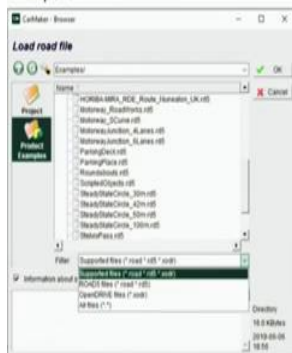 CarMaker - Browser
Load road file
Examples/
OK
Cancel
Project
Product
Examples
Name
HORIBA-MIRA_RDE_Route_Nuneaton_UK.rd5
Motorway_RoadWorks.rd5
Motorway_SCurve.rd5
MotorwayJunction_4Lanes.rd5
MotorwayJunction_6Lanes.rd5
ParkingDeck.rd5
ParkingPlace.rd5
Roundabouts.rd5
ScriptedObjects.rd5
SteadyStateCircle_30m.rd5
SteadyStateCircle_42m.rd5
SteadyStateCircle_50m.rd5
SteadyStateCircle_100m.rd5
StelvioPass.rd5
Filter
Supported files (*.road *.rd5 *.xodr)
Supported files (*.road *.rd5 *.xodr)
ROAD5 files (*.road *.rd5)
OpenDRIVE files (*.xodr)
All files (*.*)
Information about s
Directory
16.0 KBytes